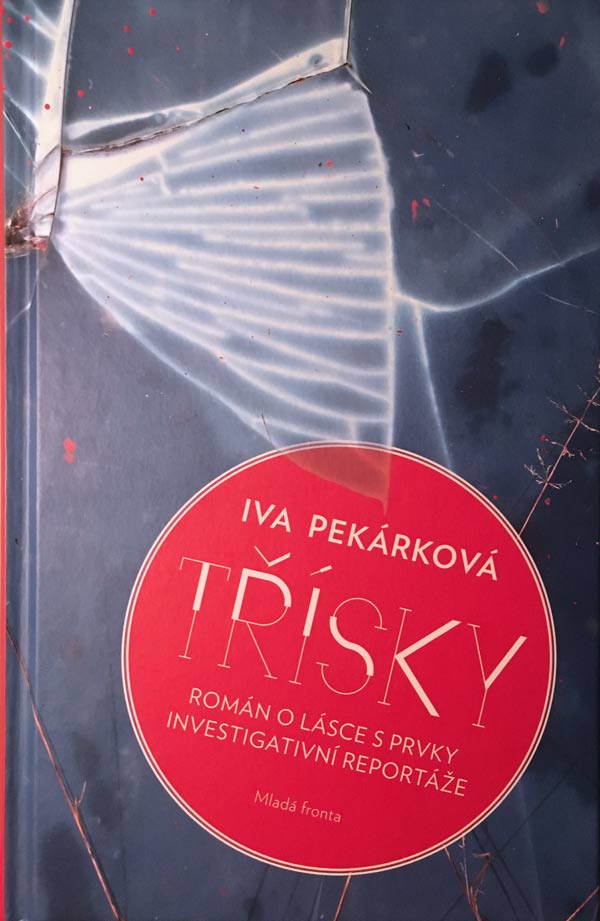 IVA PEKÁRKOVÁ
TŘÍSKY
ROMÁN O LÁSCE S PRVKY
INVESTIGATIVNÍ REPORTÁŽE
Mladá fronta